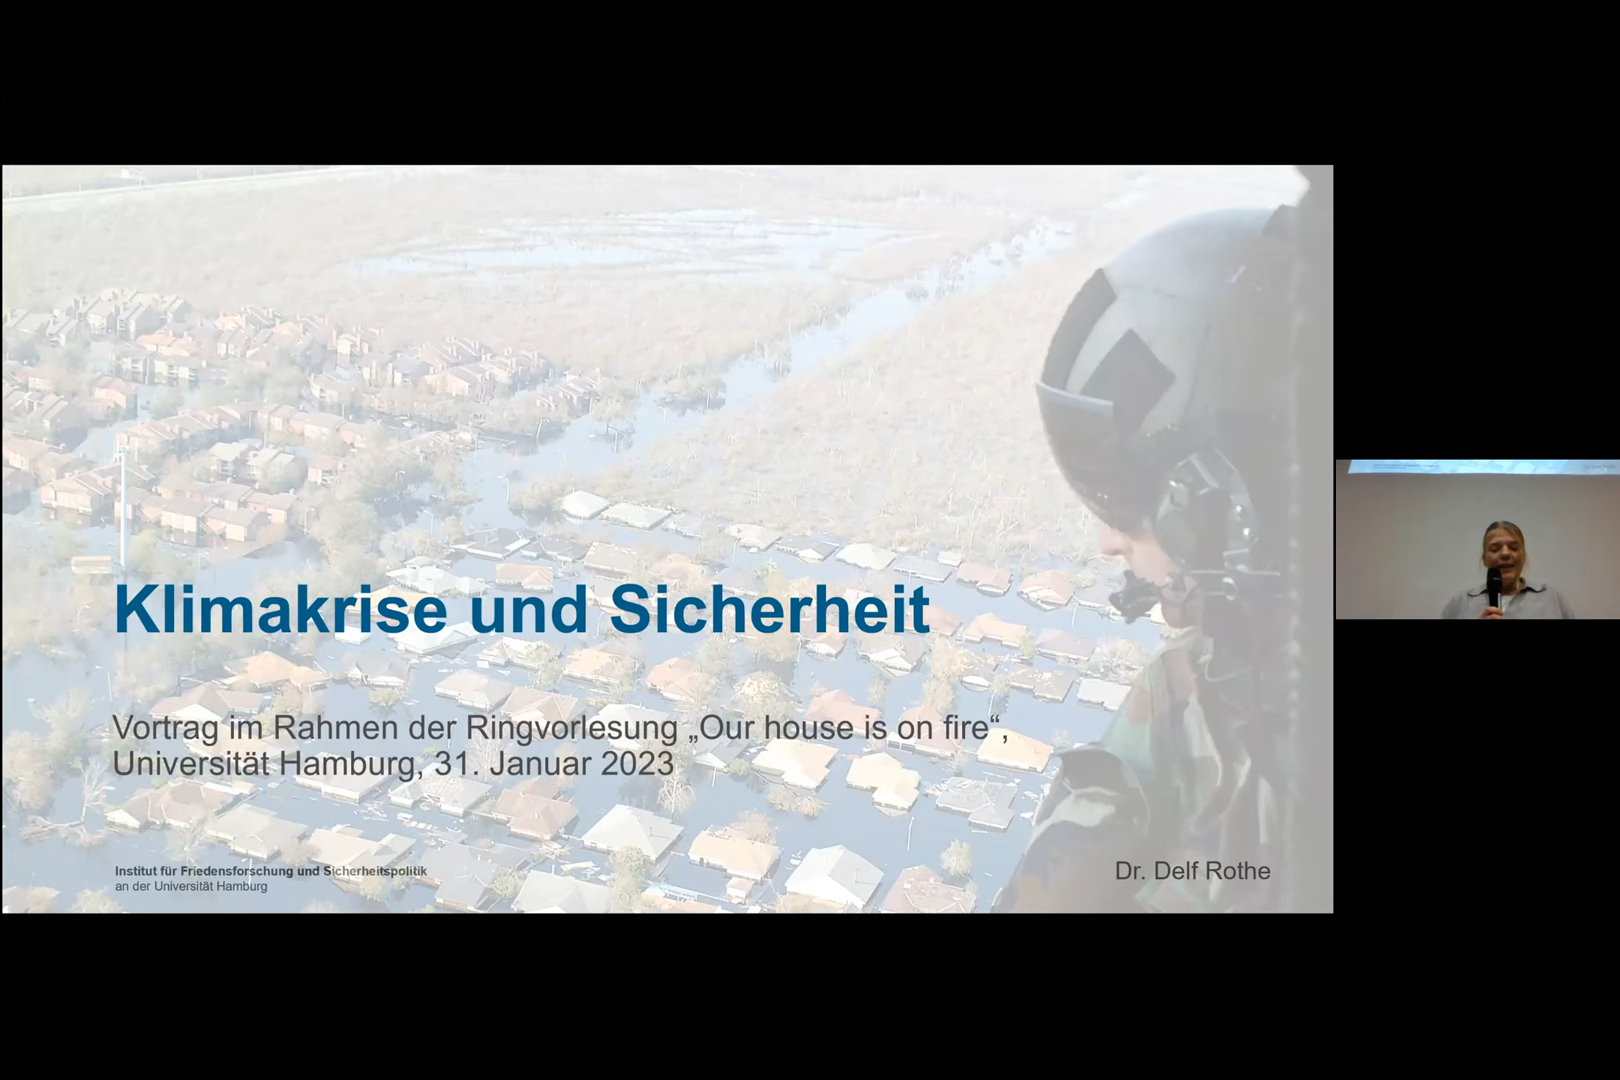 Klimakrise und Sicherheit
Vortrag im Rahmen der Ringvorlesung „Our house is on fire“,
Universität Hamburg, 31. Januar 2023
Institut für Friedensforschung und Sicherheitspolitik
an der Universität Hamburg
Dr. Delf Rothe